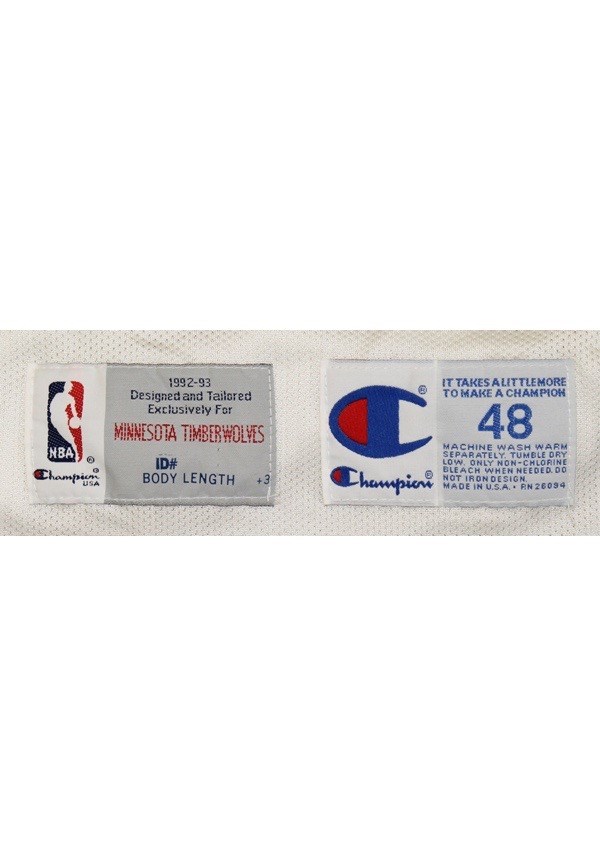 1992-93
Designed and Tailored
Exclusively For
MINNESOTA TIMBERWOLVES
ID#
BODY LENGTH +3
NBA ®
Champion ®
USA
®
Champion ®
IT TAKES A LITTLE MORE
TO MAKE A CHAMPION
48
MACHINE WASH WARM
SEPARATELY. TUMBLE DRY
LOW. ONLY NON-CHLORINE
BLEACH WHEN NEEDED. DO
NOT IRON DESIGN.
MADE IN U.S.A. • RN 26094